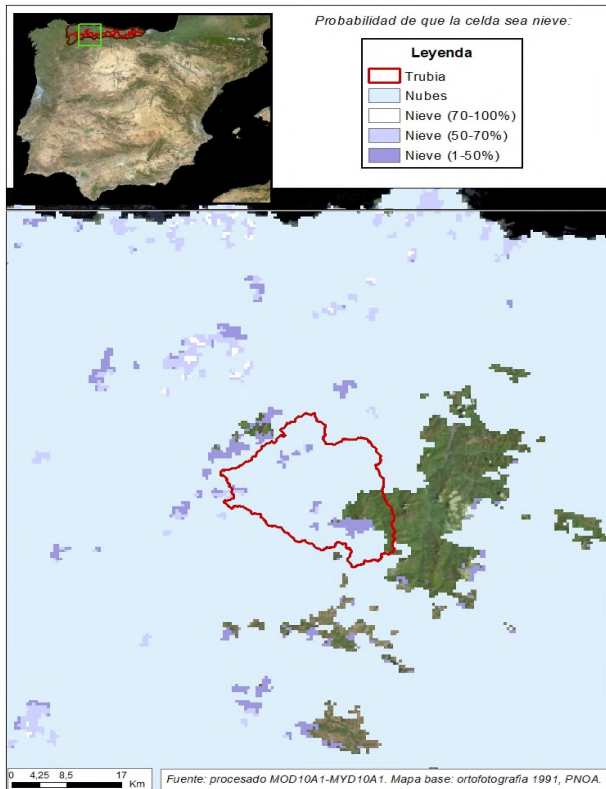 Probabilidad de que la celda sea nieve:
Leyenda
Trubia
Nubes
Nieve (70-100%)
Nieve (50-70%)
Nieve (1-50%)
0 4,25 8,5 17
Km
Fuente: procesado MOD10A1-MYD10A1. Mapa base: ortofotografia 1991, PNOA.